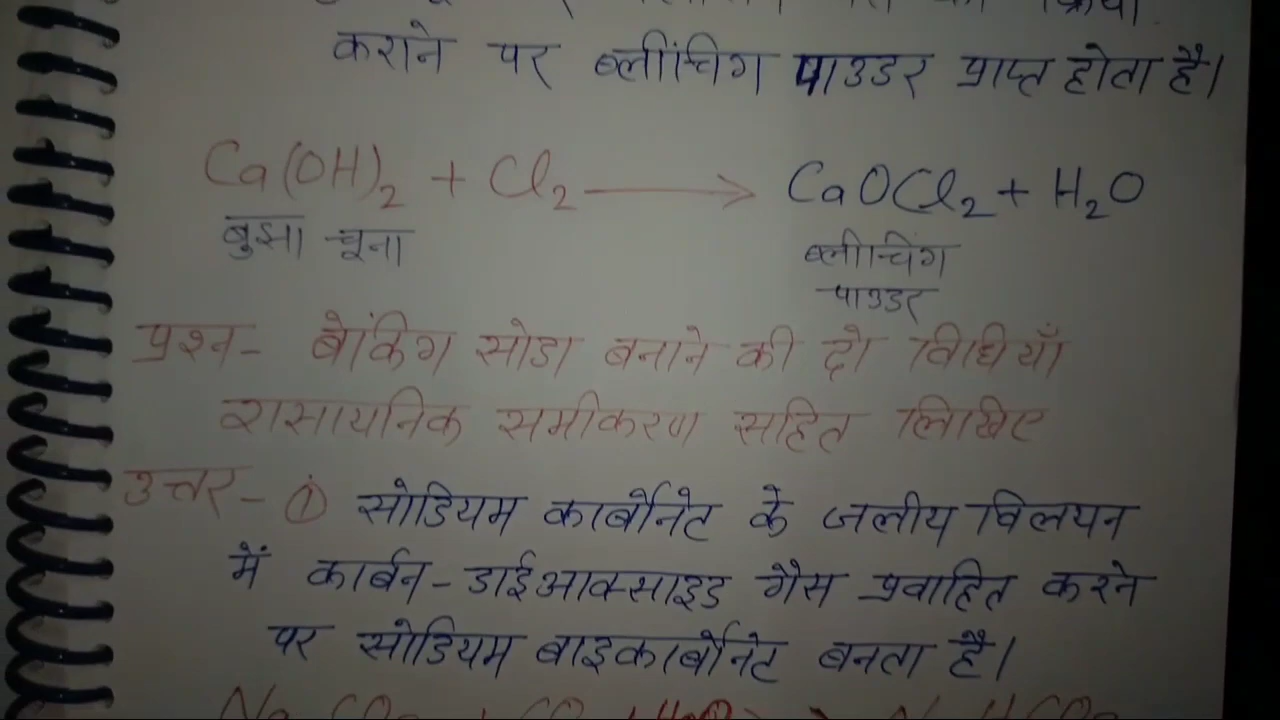 कराने पर ब्लींचिग पाउडर प्राप्त होता है।
Ca(OH)₂ + Cl₂ → CaOCl₂ + H₂O
बुझा चूना ब्लीचिंग
पाउडर
प्रश्न- बेकिंग सोडा बनाने की दो विधियाँ
रासायनिक समीकरण सहित लिखिए
उत्तर- ① सोडियम कार्बोनेट के जलीय विलयन
में कार्बन-डाईआक्साइड गैस प्रवाहित करने
पर सोडियम बाइकार्बोनेट बनता है।